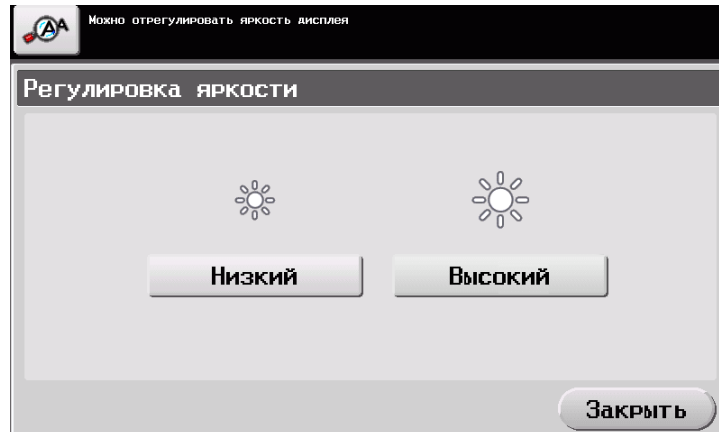 Можно отрегулировать яркость дисплея
Регулировка яркости
Низкий
Высокий
Закрыть